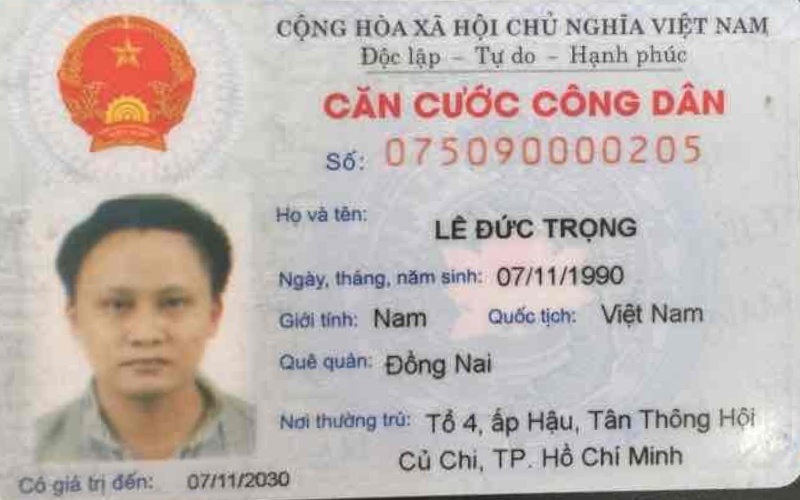 CỘNG HÒA XÃ HỘI CHỦ NGHĨA VIỆT NAM
Độc lập – Tự do – Hạnh phúc
CĂN CƯỚC CÔNG DÂN
Số: 075090000205
Họ và tên: LÊ ĐỨC TRỌNG
Ngày, tháng, năm sinh: 07/11/1990
Giới tính: Nam Quốc tịch: Việt Nam
Quê quán: Đồng Nai
Nơi thường trú: Tổ 4, ấp Hậu, Tân Thông Hội
Củ Chi, TP. Hồ Chí Minh
Có giá trị đến: 07/11/2030